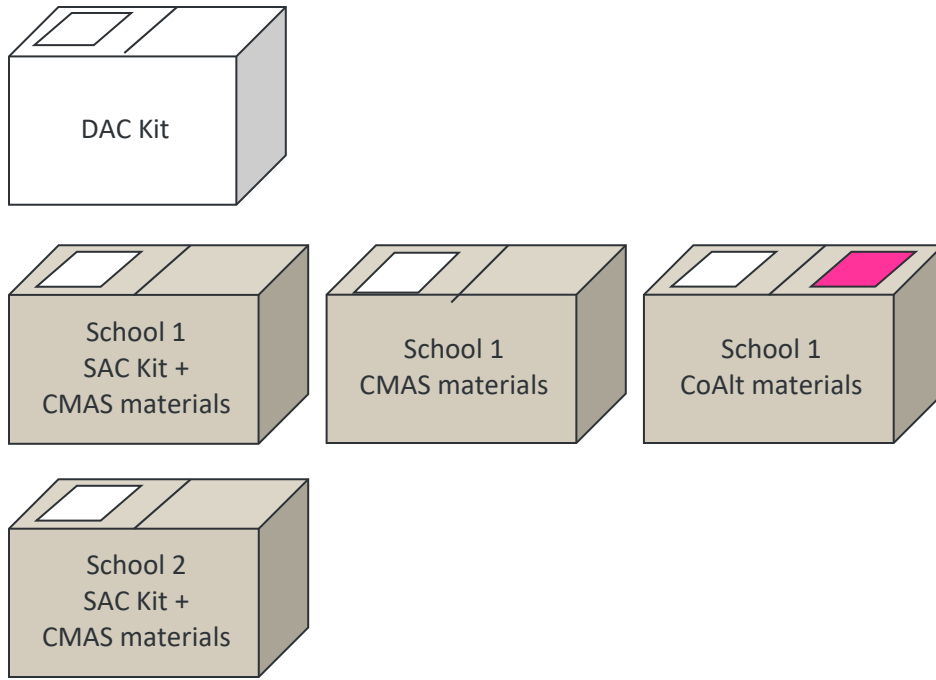 DAC Kit
School 1
SAC Kit +
CMAS materials
School 1
CMAS materials
School 1
CoAlt materials
School 2
SAC Kit +
CMAS materials